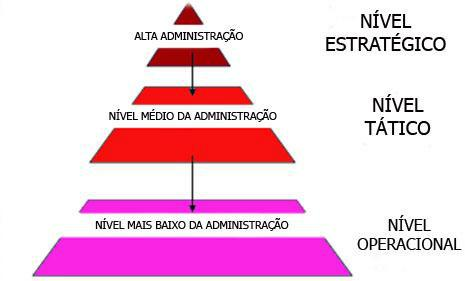 NÍVEL
ESTRATÉGICO
ALTA ADMINISTRAÇÃO
NÍVEL
TÁTICO
NÍVEL MÉDIO DA ADMINISTRAÇÃO
NÍVEL
OPERACIONAL
NÍVEL MAIS BAIXO DA ADMINISTRAÇÃO